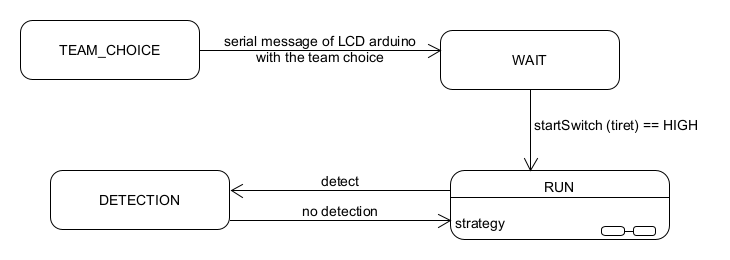 TEAM_CHOICE
serial message of LCD arduino
with the team choice
WAIT
startSwitch (tiret) == HIGH
DETECTION
detect
no detection
RUN
strategy